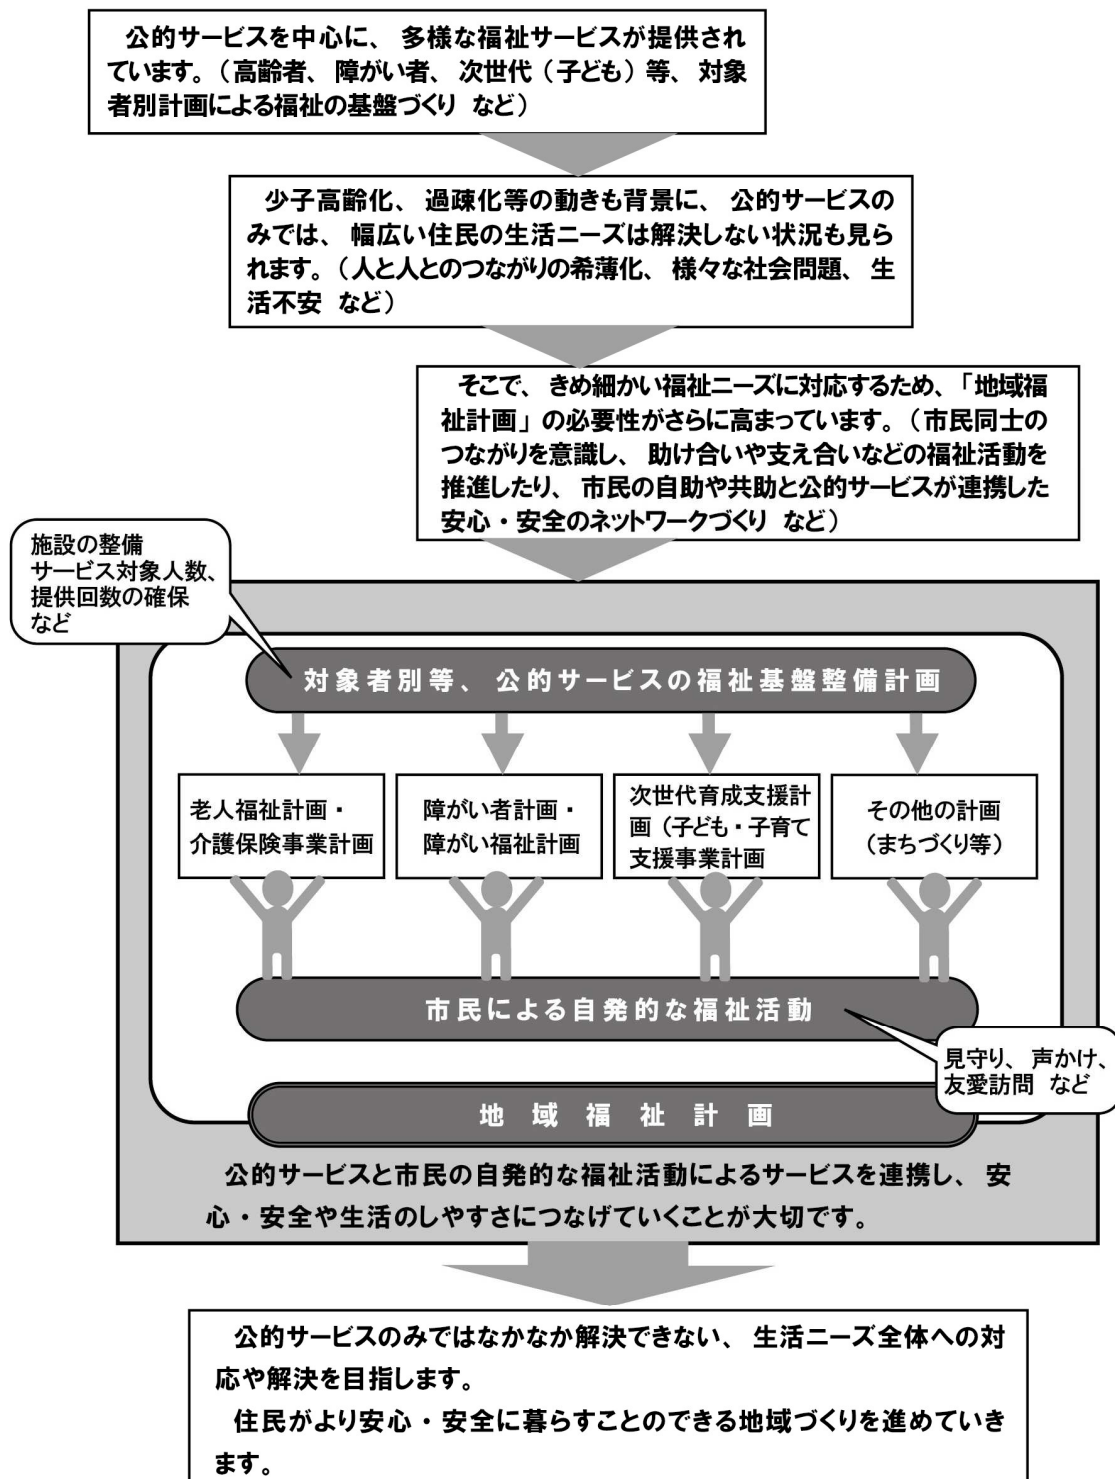 公的サービスを中心に、多様な福祉サービスが提供され
ています。（高齢者、障がい者、次世代（子ども）等、対象
者別計画による福祉の基盤づくり など）
少子高齢化、過疎化等の動きも背景に、公的サービスの
みでは、幅広い住民の生活ニーズは解決しない状況も見ら
れます。（人と人とのつながりの希薄化、様々な社会問題、生
活不安 など）
そこで、きめ細かい福祉ニーズに対応するため、「地域福
祉計画」の必要性がさらに高まっています。（市民同士の
つながりを意識し、助け合いや支え合いなどの福祉活動を
推進したり、市民の自助や共助と公的サービスが連携した
安心・安全のネットワークづくり など）
施設の整備
サービス対象人数、
提供回数の確保
など
対象者別等、公的サービスの福祉基盤整備計画
老人福祉計画・
介護保険事業計画
障がい者計画・
障がい福祉計画
次世代育成支援計
画（子ども・子育て
支援事業計画
その他の計画
（まちづくり等）
市民による自発的な福祉活動
見守り、声かけ、
友愛訪問 など
地域福祉計画
公的サービスと市民の自発的な福祉活動によるサービスを連携し、安
心・安全や生活のしやすさにつなげていくことが大切です。
公的サービスのみではなかなか解決できない、生活ニーズ全体への対
応や解決を目指します。
住民がより安心・安全に暮らすことのできる地域づくりを進めていき
ます。